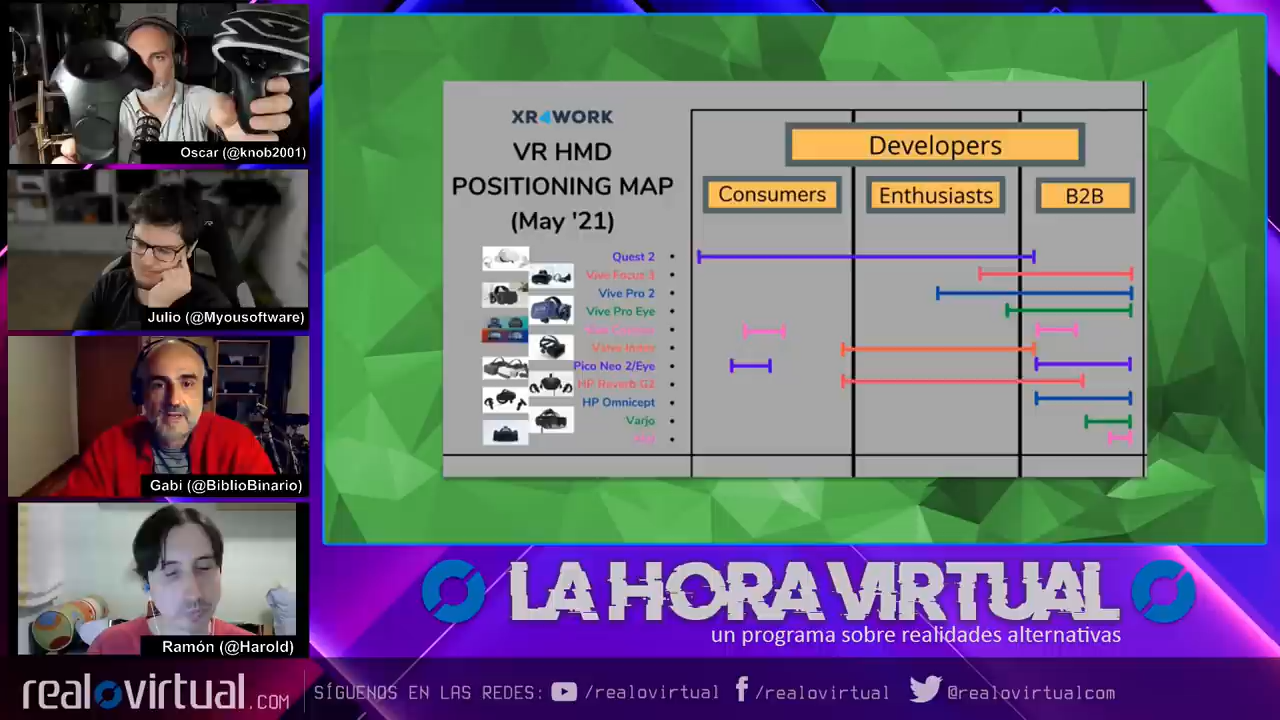 Oscar (@knob2001)
Julio (@Myousoftware)
Gabi (@BiblioBinario)
Ramón (@Harold)
XR4WORK
VR HMD
POSITIONING MAP
(May '21)
Developers
Consumers
Enthusiasts
B2B
Quest 2
Vive Focus 3
Vive Pro 2
Vive Pro Eye
Valve Index
Pico Neo 2/Eye
HP Reverb G2
HP Omnicept
Varjo
LA HORA VIRTUAL
un programa sobre realidades alternativas
realovirtual.com
SÍGUENOS EN LAS REDES: /realovirtual /realovirtual @realovirtual.com